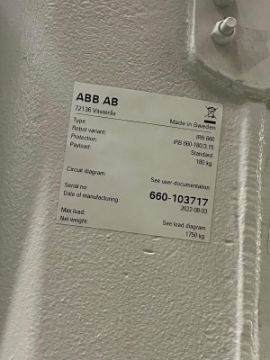 ABB AB
72136 Västerås
Made in Sweden
Type: IRB 660
Robot variant: IRB 660-180/3.15
Protection: Standard
Payload: 180 kg
Circuit diagram: See user documentation
Serial no: 660-103717
Date of manufacturing: 2022-08-03
Max load: See load diagram
Net weight: 1750 kg